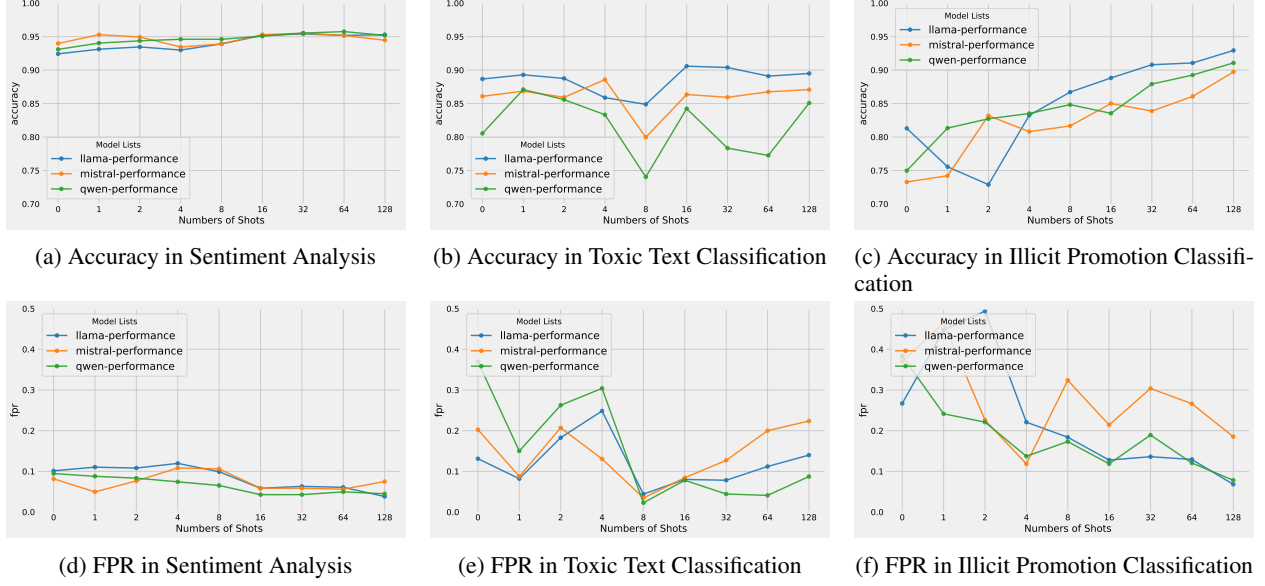 1.00
0.95
0.90
0.85
0.80
0.75
0.70
accuracy
Model Lists
llama-performance
mistral-performance
qwen-performance
0 1 2 4 8 16 32 64 128
Numbers of Shots
(a) Accuracy in Sentiment Analysis
1.00
0.95
0.90
0.85
0.80
0.75
0.70
accuracy
Model Lists
llama-performance
mistral-performance
qwen-performance
0 1 2 4 8 16 32 64 128
Numbers of Shots
(b) Accuracy in Toxic Text Classification
1.00
0.95
0.90
0.85
0.80
0.75
0.70
accuracy
Model Lists
llama-performance
mistral-performance
qwen-performance
0 1 2 4 8 16 32 64 128
Numbers of Shots
(c) Accuracy in Illicit Promotion Classifi-
cation
0.5
0.4
0.3
0.2
0.1
0.0
fpr
Model Lists
llama-performance
mistral-performance
qwen-performance
0 1 2 4 8 16 32 64 128
Numbers of Shots
(d) FPR in Sentiment Analysis
0.5
0.4
0.3
0.2
0.1
0.0
fpr
Model Lists
llama-performance
mistral-performance
qwen-performance
0 1 2 4 8 16 32 64 128
Numbers of Shots
(e) FPR in Toxic Text Classification
0.5
0.4
0.3
0.2
0.1
0.0
fpr
Model Lists
llama-performance
mistral-performance
qwen-performance
0 1 2 4 8 16 32 64 128
Numbers of Shots
(f) FPR in Illicit Promotion Classification